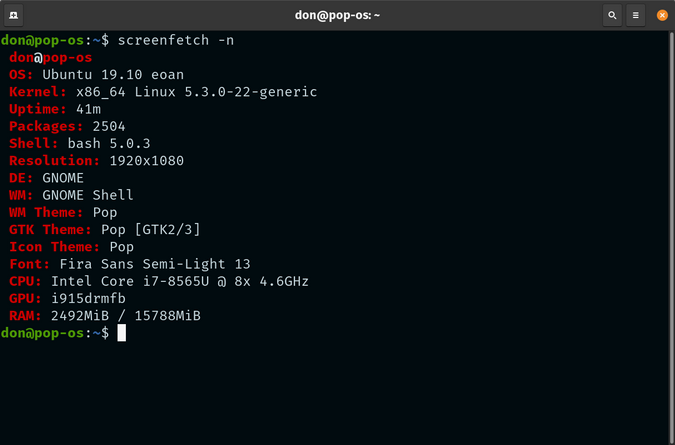 don@pop-os: ~
don@pop-os:~$ screenfetch -n
don@pop-os
OS: Ubuntu 19.10 eoan
Kernel: x86_64 Linux 5.3.0-22-generic
Uptime: 41m
Packages: 2504
Shell: bash 5.0.3
Resolution: 1920x1080
DE: GNOME
WM: GNOME Shell
WM Theme: Pop
GTK Theme: Pop [GTK2/3]
Icon Theme: Pop
Font: Fira Sans Semi-Light 13
CPU: Intel Core i7-8565U @ 8x 4.6GHz
GPU: i915drmfb
RAM: 2492MiB / 15788MiB
don@pop-os:~$